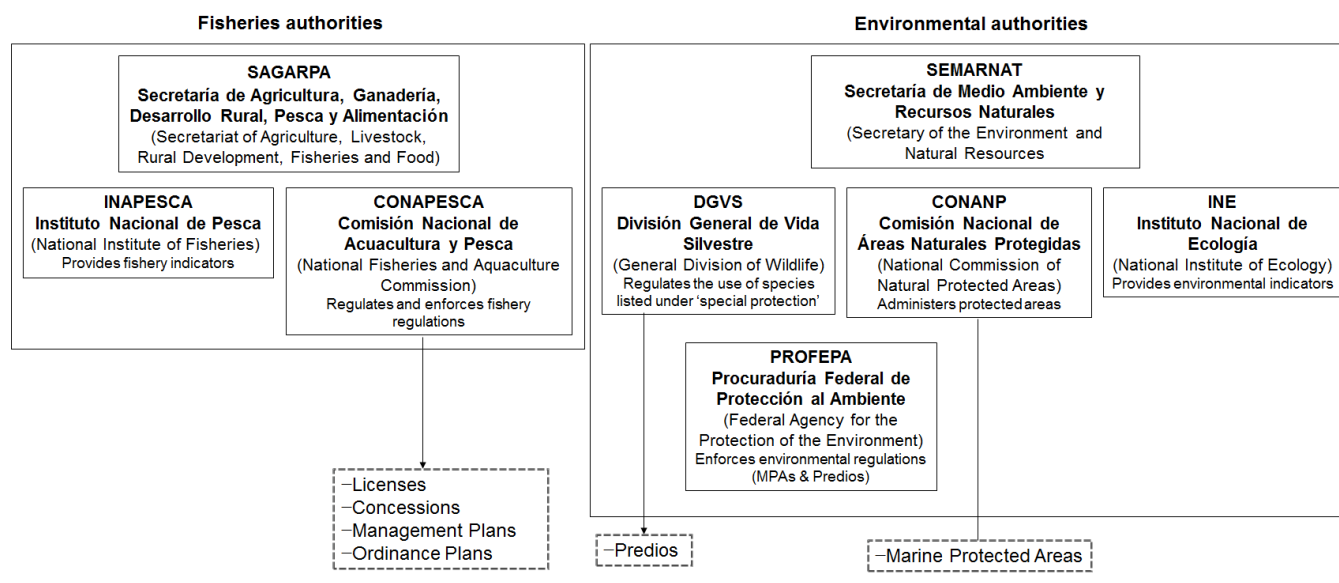 Fisheries authorities
SAGARPA
Secretaría de Agricultura, Ganadería,
Desarrollo Rural, Pesca y Alimentación
(Secretariat of Agriculture, Livestock,
Rural Development, Fisheries and Food)
INAPESCA
Instituto Nacional de Pesca
(National Institute of Fisheries)
Provides fishery indicators
CONAPESCA
Comisión Nacional de
Acuacultura y Pesca
(National Fisheries and Aquaculture
Commission)
Regulates and enforces fishery
regulations
–Licenses
–Concessions
–Management Plans
–Ordinance Plans
Environmental authorities
SEMARNAT
Secretaría de Medio Ambiente y
Recursos Naturales
(Secretary of the Environment and
Natural Resources
DGVS
División General de Vida
Silvestre
(General Division of Wildlife)
Regulates the use of species
listed under ‘special protection’
CONANP
Comisión Nacional de
Áreas Naturales Protegidas
(National Commission of
Natural Protected Areas)
Administers protected areas
INE
Instituto Nacional de
Ecología
(National Institute of Ecology)
Provides environmental indicators
PROFEPA
Procuraduría Federal de
Protección al Ambiente
(Federal Agency for the
Protection of the Environment)
Enforces environmental regulations
(MPAs & Predios)
–Predios
–Marine Protected Areas